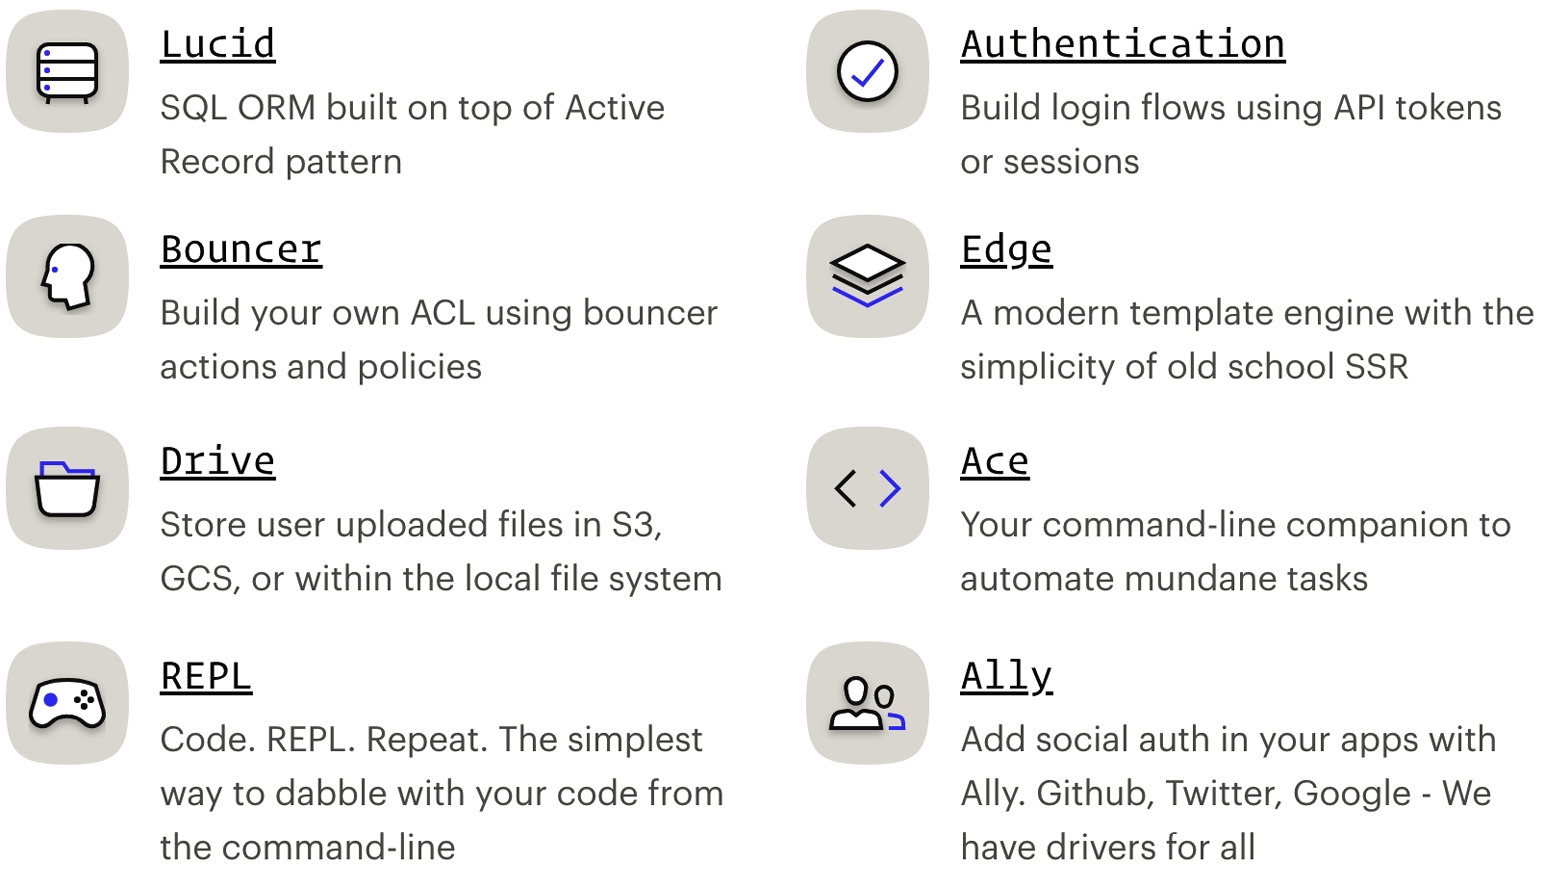 Lucid
SQL ORM built on top of Active
Record pattern
Authentication
Build login flows using API tokens
or sessions
Bouncer
Build your own ACL using bouncer
actions and policies
Edge
A modern template engine with the
simplicity of old school SSR
Drive
Store user uploaded files in S3,
GCS, or within the local file system
Ace
Your command-line companion to
automate mundane tasks
REPL
Code. REPL. Repeat. The simplest
way to dabble with your code from
the command-line
Ally
Add social auth in your apps with
Ally. Github, Twitter, Google - We
have drivers for all